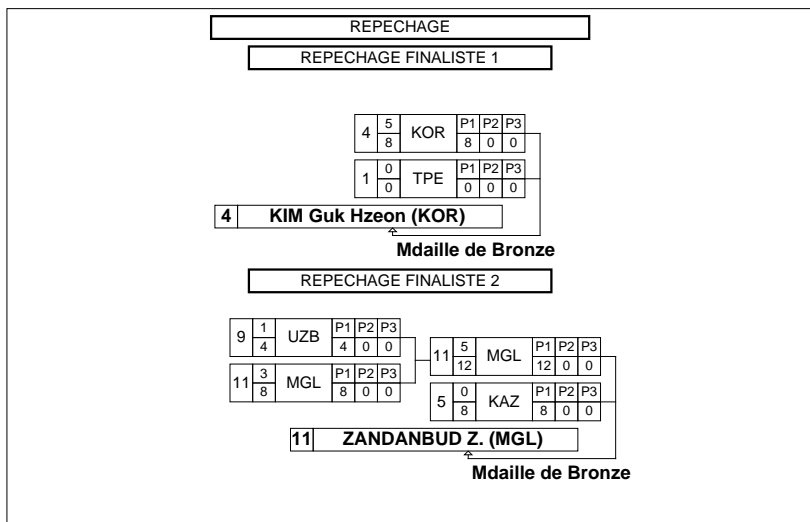 REPECHAGE
REPECHAGE FINALISTE 1
4 5 KOR P1 P2 P3
8 8 0 0
1 0 TPE P1 P2 P3
0 0 0 0
4 KIM Guk Hzeon (KOR)
Mdaille de Bronze
REPECHAGE FINALISTE 2
9 1 UZB P1 P2 P3
4 4 0 0
11 3 MGL P1 P2 P3
8 8 0 0
11 5 MGL P1 P2 P3
12 12 0 0
5 0 KAZ P1 P2 P3
8 8 0 0
11 ZANDANBUD Z. (MGL)
Mdaille de Bronze